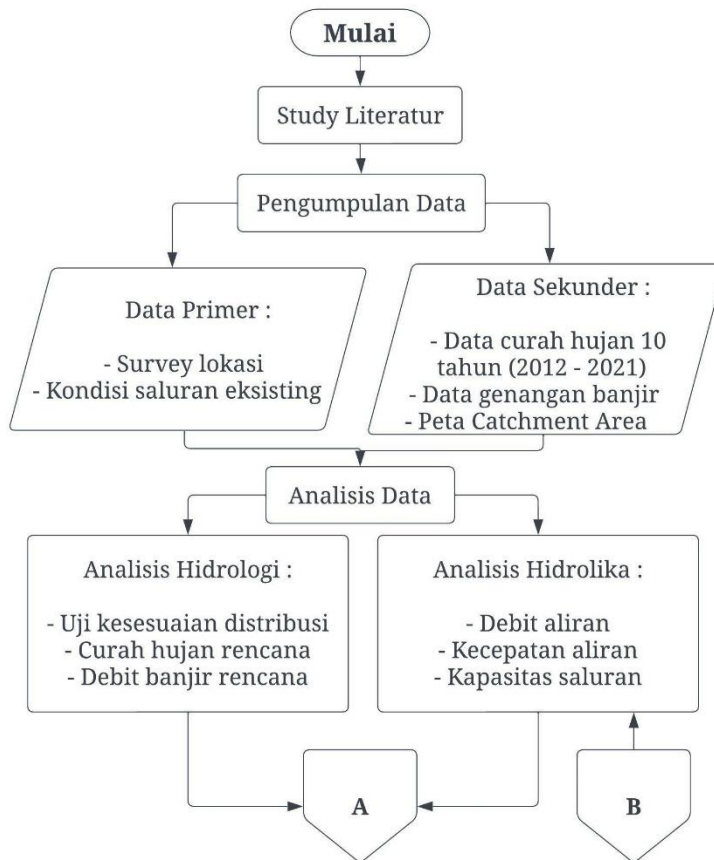 Mulai
Study Literatur
Pengumpulan Data
Data Primer :
- Survey lokasi
- Kondisi saluran eksisting
Data Sekunder :
- Data curah hujan 10
tahun (2012 - 2021)
- Data genangan banjir
- Peta Catchment Area
Analisis Data
Analisis Hidrologi :
- Uji kesesuaian distribusi
- Curah hujan rencana
- Debit banjir rencana
Analisis Hidrolika :
- Debit aliran
- Kecepatan aliran
- Kapasitas saluran
A
B